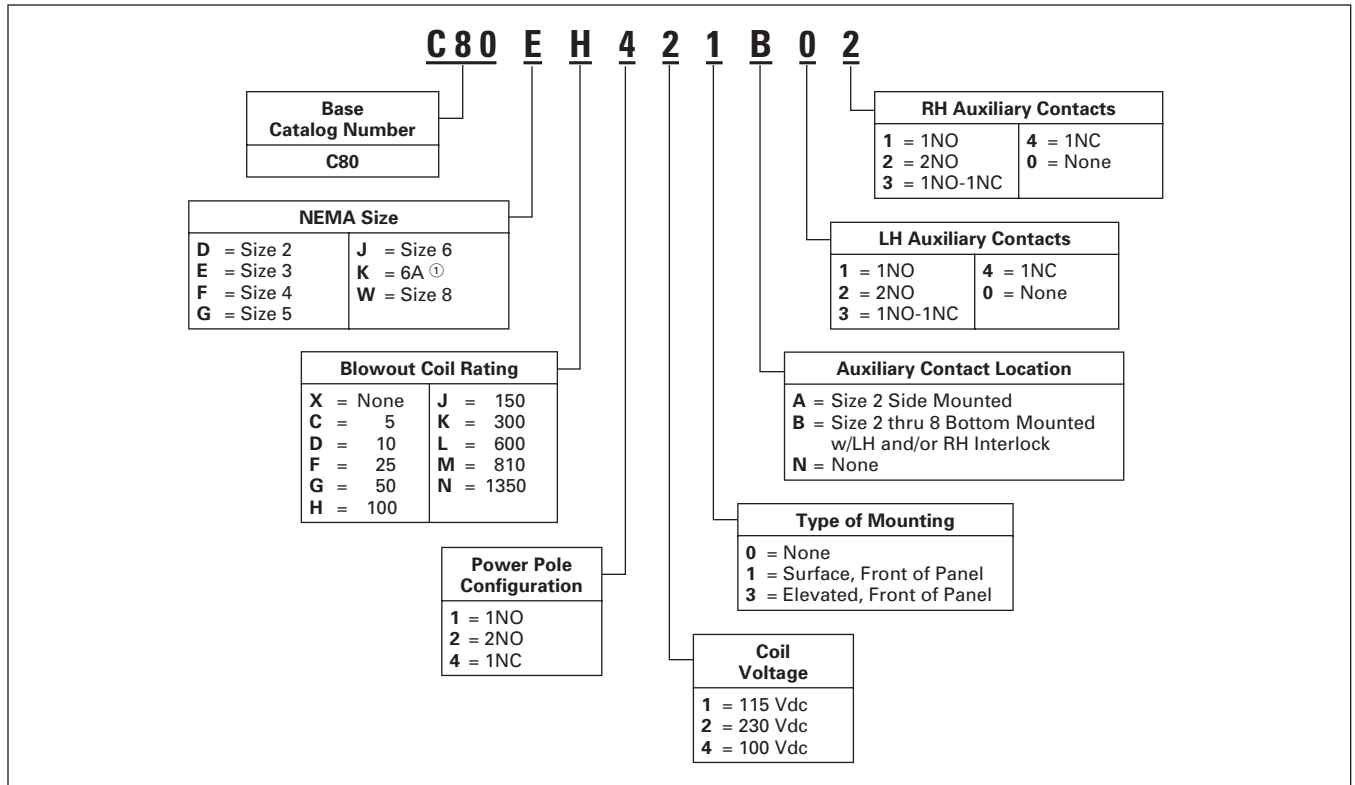 C80 E H 4 2 1 B 0 2
Base
Catalog Number
C80
RH Auxiliary Contacts
1 = 1NO
2 = 2NO
3 = 1NO-1NC
4 = 1NC
0 = None
NEMA Size
D = Size 2
E = Size 3
F = Size 4
G = Size 5
J = Size 6
K = 6A ①
W = Size 8
LH Auxiliary Contacts
1 = 1NO
2 = 2NO
3 = 1NO-1NC
4 = 1NC
0 = None
Blowout Coil Rating
X = None
C = 5
D = 10
F = 25
G = 50
H = 100
J = 150
K = 300
L = 600
M = 810
N = 1350
Auxiliary Contact Location
A = Size 2 Side Mounted
B = Size 2 thru 8 Bottom Mounted
w/LH and/or RH Interlock
N = None
Type of Mounting
0 = None
1 = Surface, Front of Panel
3 = Elevated, Front of Panel
Power Pole
Configuration
1 = 1NO
2 = 2NO
4 = 1NC
Coil
Voltage
1 = 115 Vdc
2 = 230 Vdc
4 = 100 Vdc